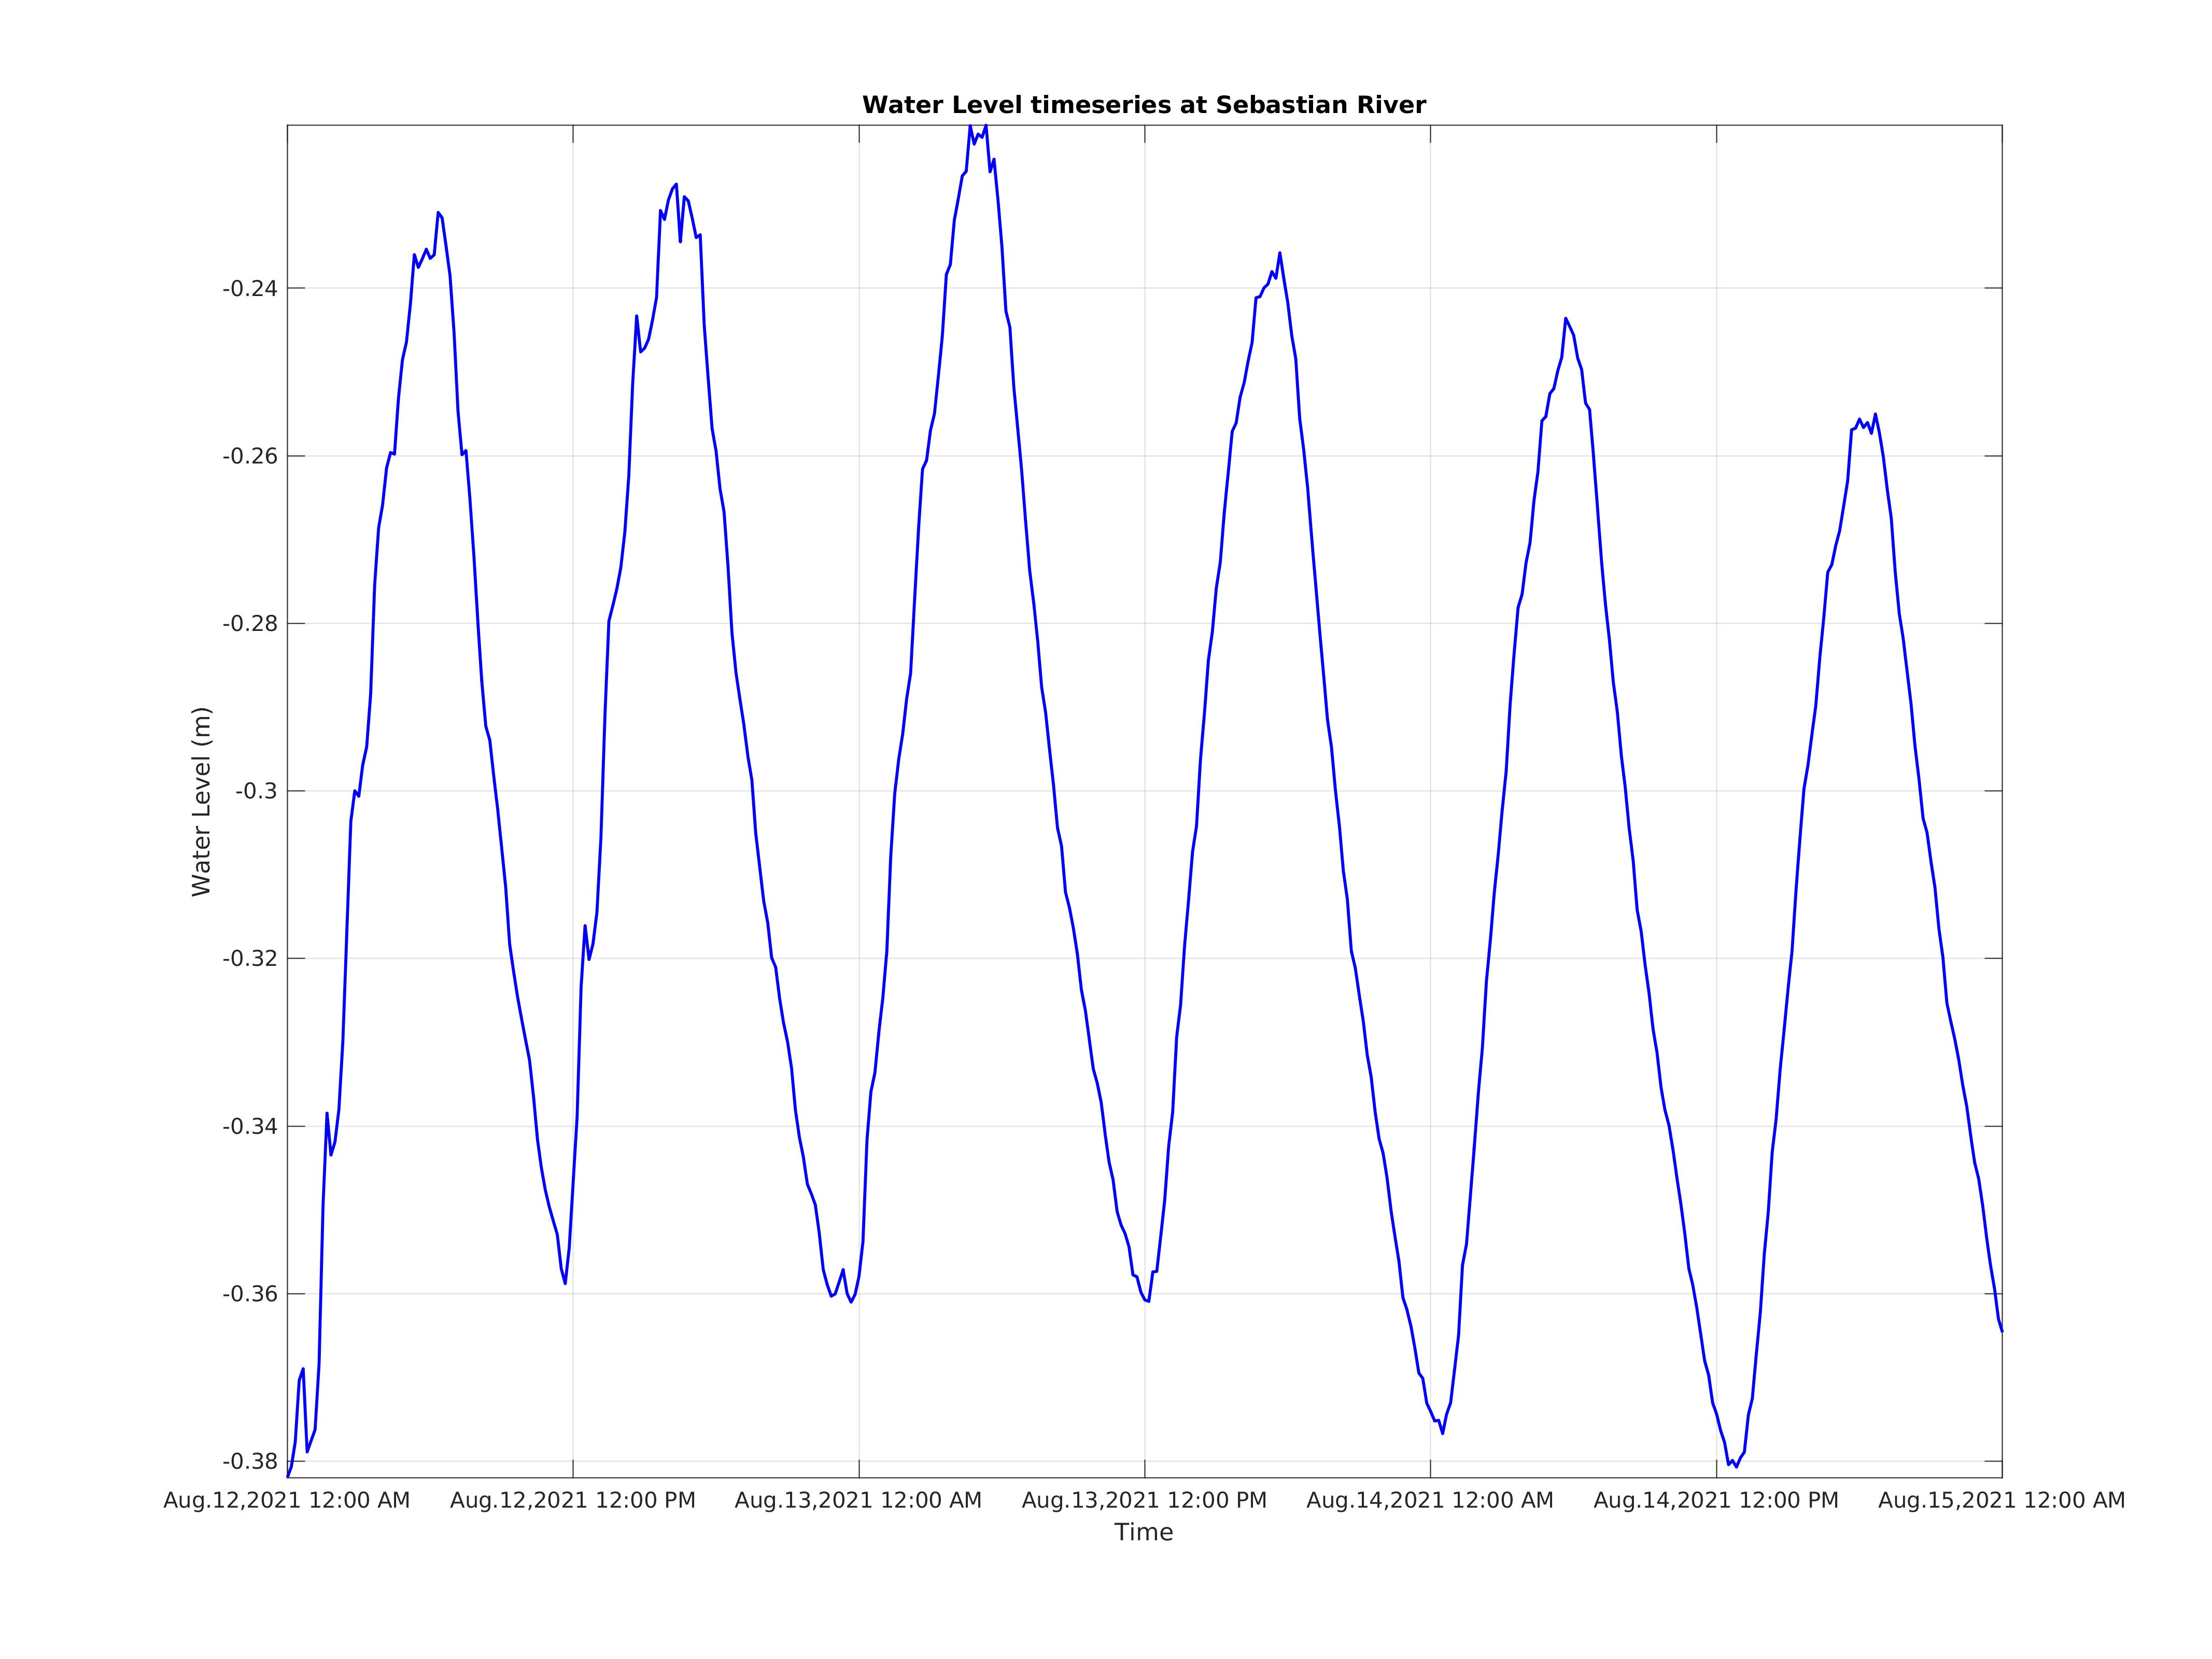 Water Level timeseries at Sebastian River
-0.24
-0.26
-0.28
-0.3
-0.32
-0.34
-0.36
-0.38
Water Level (m)
Aug.12,2021 12:00 AM
Aug.12,2021 12:00 PM
Aug.13,2021 12:00 AM
Aug.13,2021 12:00 PM
Aug.14,2021 12:00 AM
Aug.14,2021 12:00 PM
Aug.15,2021 12:00 AM
Time